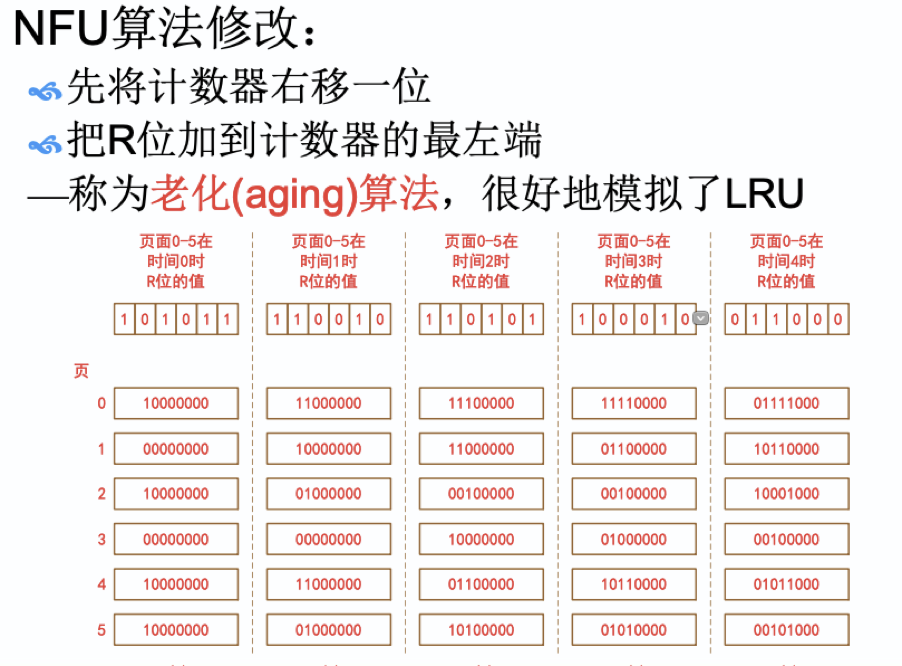 NFU算法修改：
先将计数器右移一位
把R位加到计数器的最左端
—称为老化(aging)算法，很好地模拟了LRU
页面0-5在 页面0-5在 页面0-5在 页面0-5在 页面0-5在
时间0时 时间1时 时间2时 时间3时 时间4时
R位的值 R位的值 R位的值 R位的值 R位的值
1 0 1 0 1 1 1 1 0 0 1 0 1 1 0 1 0 1 1 0 0 0 1 0 0 1 1 0 0 0
页
0 10000000 11000000 11100000 11110000 01111000
1 00000000 10000000 11000000 01100000 10110000
2 10000000 01000000 00100000 00100000 10001000
3 00000000 00000000 10000000 01000000 00100000
4 10000000 11000000 01100000 10110000 01011000
5 10000000 01000000 10100000 01010000 00101000